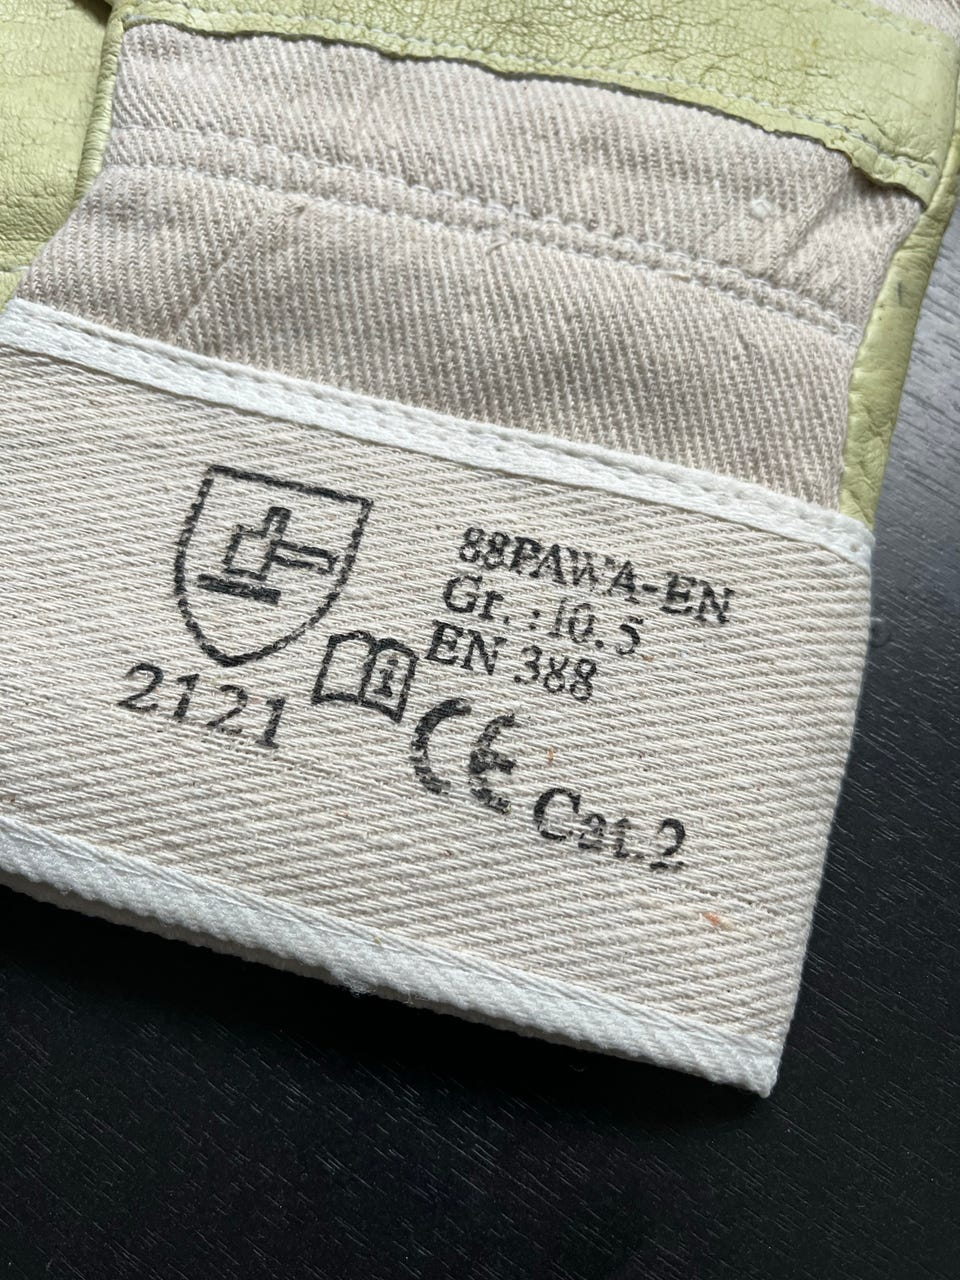 88PAWA-EN
Gr.:10.5
EN 388
2121
i
CE
Cat.2